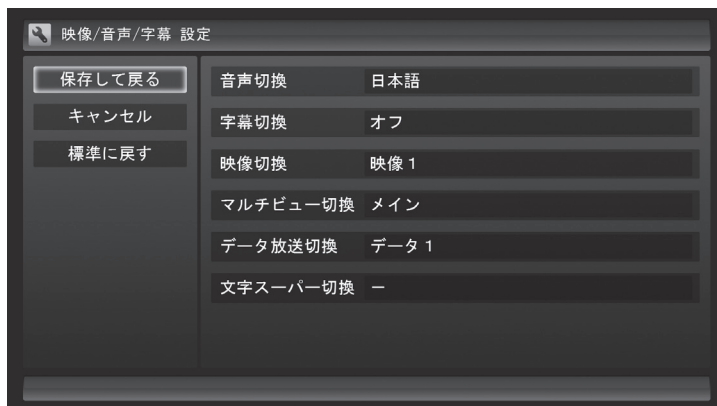 映像/音声/字幕 設定
保存して戻る
キャンセル
標準に戻す
音声切換 日本語
字幕切換 オフ
映像切換 映像1
マルチビュー切換 メイン
データ放送切換 データ1
文字スーパー切換 －